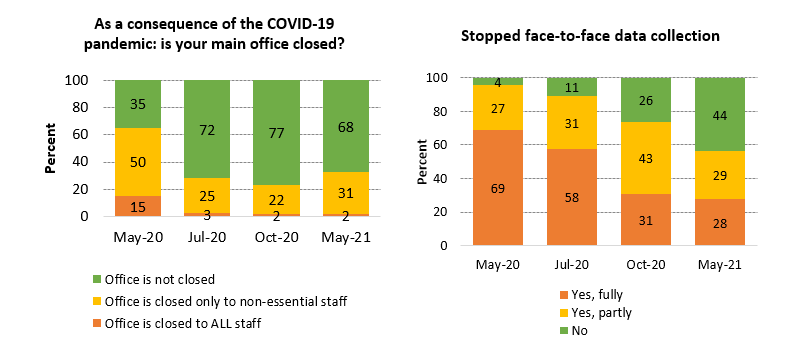 As a consequence of the COVID-19
pandemic: is your main office closed?
Percent
100
80
60
40
20
0
35
50
15
72
25
3
77
22
2
68
31
2
May-20 Jul-20 Oct-20 May-21
Office is not closed
Office is closed only to non-essential staff
Office is closed to ALL staff
Stopped face-to-face data collection
Percent
100
80
60
40
20
0
4
27
69
11
31
58
26
43
31
44
29
28
May-20 Jul-20 Oct-20 May-21
Yes, fully
Yes, partly
No